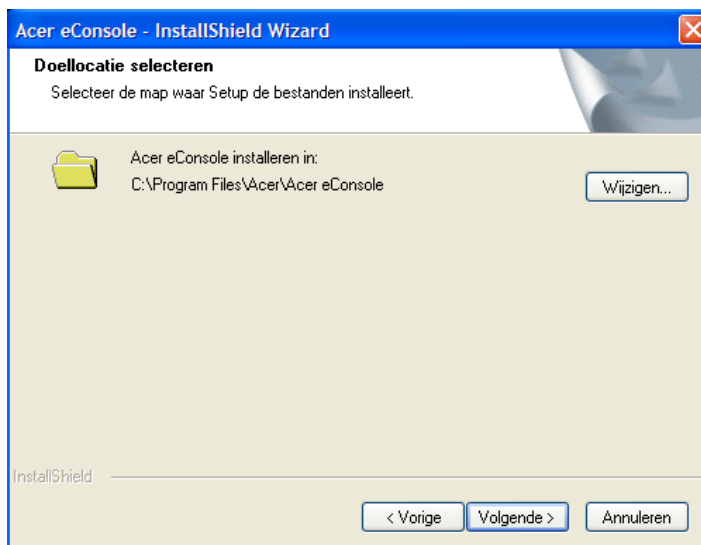 Acer eConsole - InstallShield Wizard
Doellocatie selecteren
Selecteer de map waar Setup de bestanden installeert.
Acer eConsole installeren in:
C:\Program Files\Acer\Acer eConsole
Wijzigen...
InstallShield
< Vorige
Volgende >
Annuleren